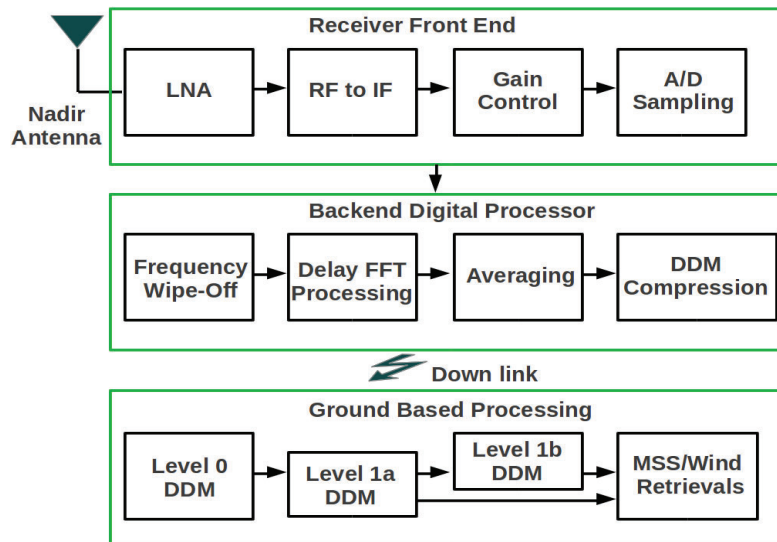 Receiver Front End
Nadir
Antenna
LNA
RF to IF
Gain
Control
A/D
Sampling
Backend Digital Processor
Frequency
Wipe-Off
Delay FFT
Processing
Averaging
DDM
Compression
Down link
Ground Based Processing
Level 0
DDM
Level 1a
DDM
Level 1b
DDM
MSS/Wind
Retrievals